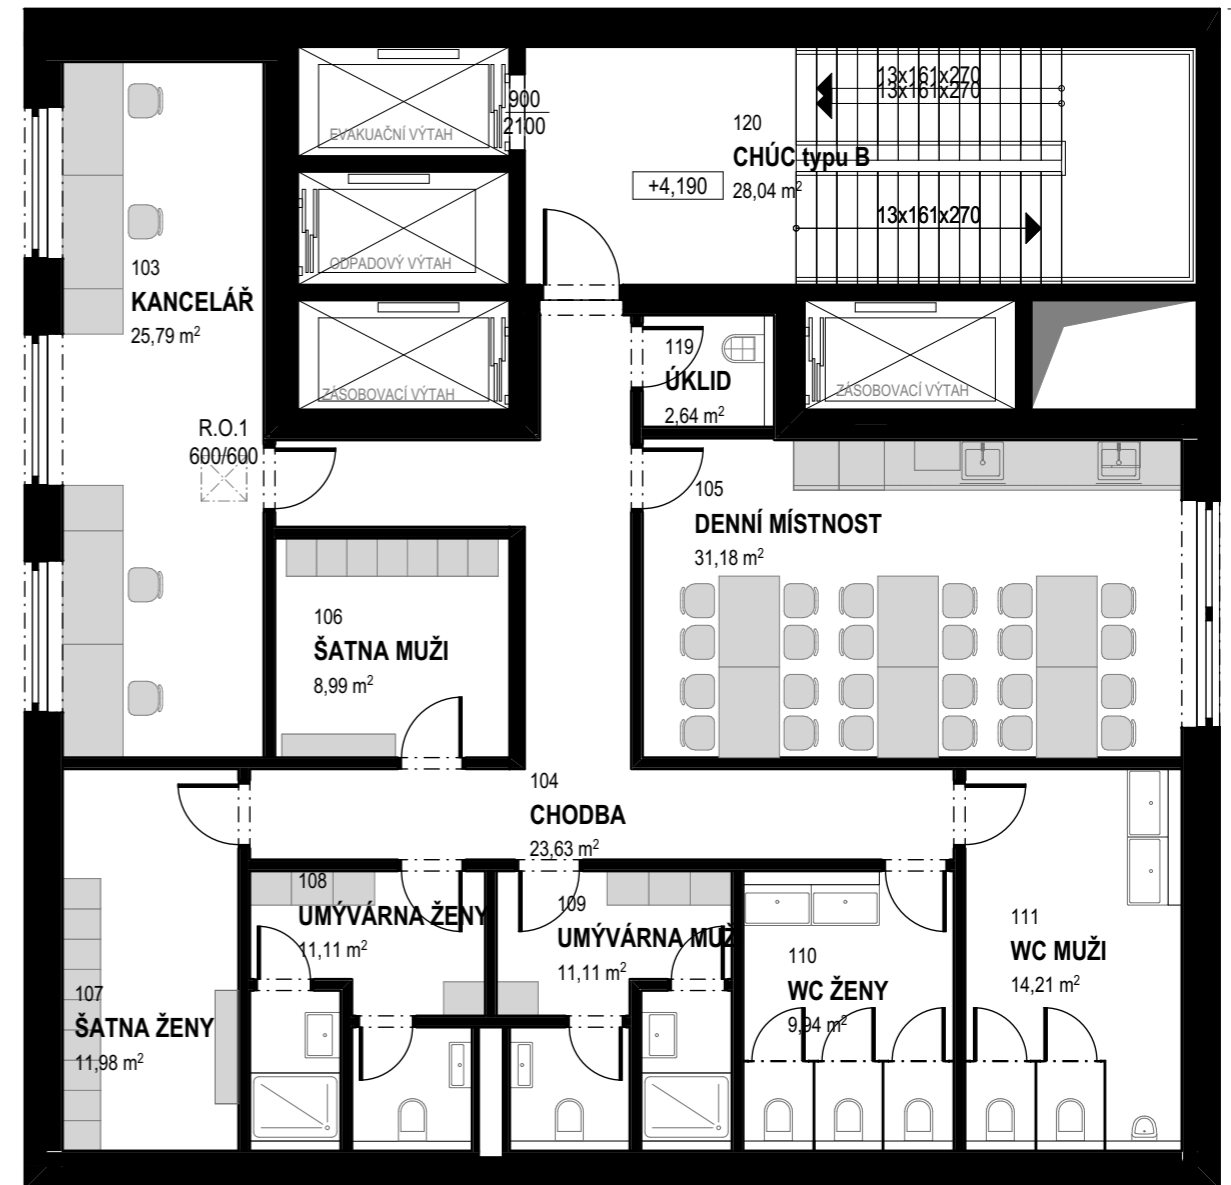 EVAKUAČNÍ VÝTAH
900
2100
13x161x270
13x161x270
120
CHÚC typu B
28,04 m²
+4,190
13x161x270
ODPADOVÝ VÝTAH
103
KANCELÁŘ
25,79 m²
ZÁSOBOVACÍ VÝTAH
119
ÚKLID
2,64 m²
ZÁSOBOVACÍ VÝTAH
R.O.1
600/600
105
DENNÍ MÍSTNOST
31,18 m²
106
ŠATNA MUŽI
8,99 m²
104
CHODBA
23,63 m²
108
UMÝVÁRNA ŽENY
11,11 m²
109
UMÝVÁRNA MUŽI
11,11 m²
110
WC ŽENY
9,94 m²
111
WC MUŽI
14,21 m²
107
ŠATNA ŽENY
11,98 m²